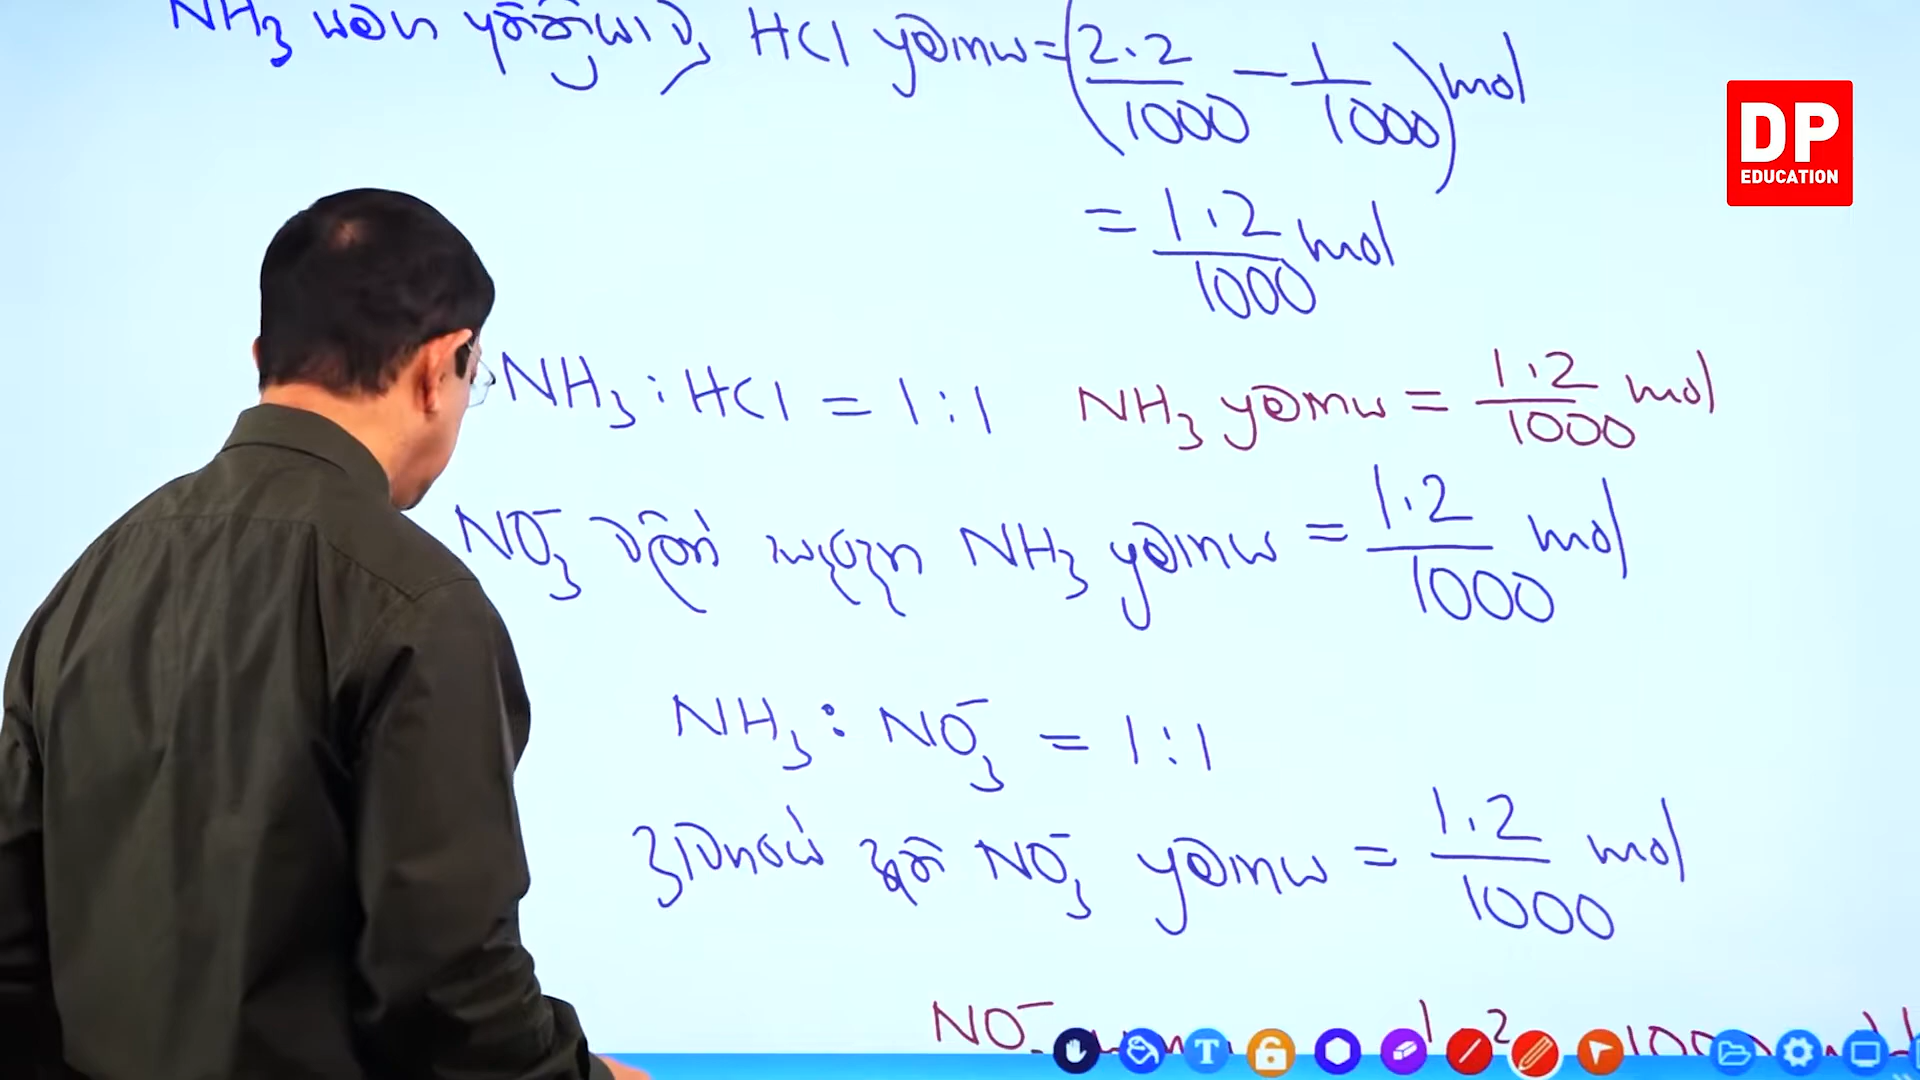 NH₃ සමග ප්‍රතික්‍රියා වූ HCl ප්‍රමාණය = (2.2/1000 − 1/1000) mol
= 1.2/1000 mol
NH₃ : HCl = 1:1 NH₃ ප්‍රමාණය = 1.2/1000 mol
NO₃⁻ වලින් සෑදුන NH₃ ප්‍රමාණය = 1.2/1000 mol
NH₃ : NO₃⁻ = 1:1
ද්‍රාවනයේ තිබූ NO₃⁻ ප්‍රමාණය = 1.2/1000 mol
DP
EDUCATION
T